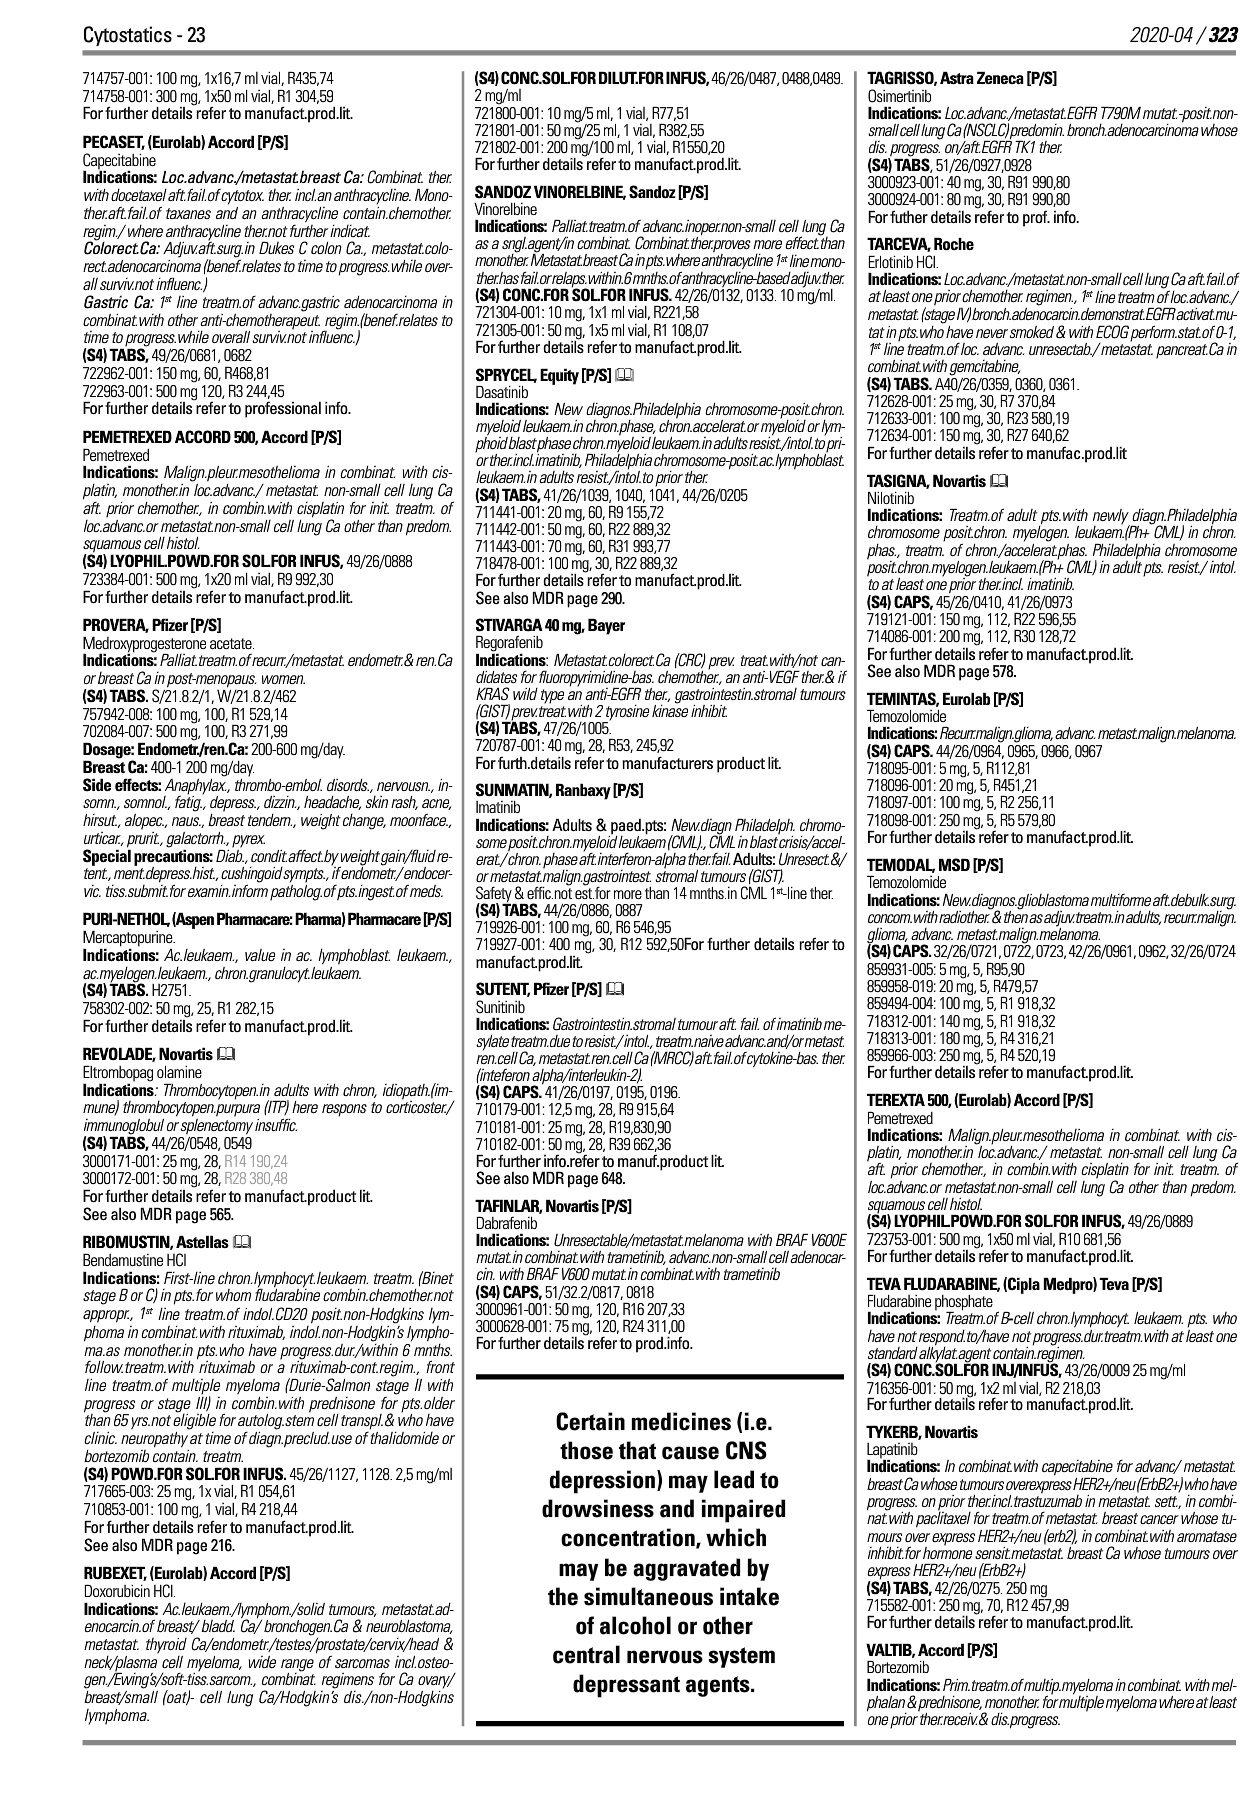 Cytostatics - 23
2020-04 / 323
714757-001: 100 mg, 1x16,7 ml vial, R435,74
714758-001: 300 mg, 1x50 ml vial, R1 304,59
For further details refer to manufact.prod.lit.
PECASET, (Eurolab) Accord [P/S]
Capecitabine
Indications: Loc.advanc./metastat.breast Ca: Combinat. ther.
with docetaxel aft.fail.of cytotox. ther. incl.an anthracycline. Mono-
ther.aft.fail.of taxanes and an anthracycline contain.chemother.
regim./ where anthracycline ther.not further indicat.
Colorect.Ca: Adjuv.aft.surg.in Dukes C colon Ca., metastat.colo-
rect.adenocarcinoma (benef.relates to time to progress.while over-
all surviv.not influenc.)
Gastric Ca: 1st line treatm.of advanc.gastric adenocarcinoma in
combinat.with other anti-chemotherapeut. regim.(benef.relates to
time to progress.while overall surviv.not influenc.)
(S4) TABS, 49/26/0681, 0682
722962-001: 150 mg, 60, R468,81
722963-001: 500 mg 120, R3 244,45
For further details refer to professional info.
PEMETREXED ACCORD 500, Accord [P/S]
Pemetrexed
Indications: Malign.pleur.mesothelioma in combinat. with cis-
platin, monother.in loc.advanc./ metastat. non-small cell lung Ca
aft. prior chemother., in combin.with cisplatin for init. treatm. of
loc.advanc.or metastat.non-small cell lung Ca other than predom.
squamous cell histol.
(S4) LYOPHIL.POWD.FOR SOL.FOR INFUS, 49/26/0888
723384-001: 500 mg, 1x20 ml vial, R9 992,30
For further details refer to manufact.prod.lit.
PROVERA, Pfizer [P/S]
Medroxyprogesterone acetate.
Indications: Palliat.treatm.of recurr./metastat. endometr.& ren.Ca
or breast Ca in post-menopaus. women.
(S4) TABS. S/21.8.2/1, W/21.8.2/462
757942-008: 100 mg, 100, R1 529,14
702084-007: 500 mg, 100, R3 271,99
Dosage: Endometr./ren.Ca: 200-600 mg/day.
Breast Ca: 400-1 200 mg/day.
Side effects: Anaphylax., thrombo-embol. disords., nervousn., in-
somn., somnol., fatig., depress., dizzin., headache, skin rash, acne,
hirsut., alopec., naus., breast tendern., weight change, moonface.,
urticar., prurit., galactorrh., pyrex.
Special precautions: Diab., condit.affect.by weight gain/fluid re-
tent., ment.depress.hist., cushingoid sympts., if endometr./endocer-
vic. tiss.submit.for examin.inform patholog.of pts.ingest.of meds.
PURI-NETHOL, (Aspen Pharmacare: Pharma) Pharmacare [P/S]
Mercaptopurine.
Indications: Ac.leukaem., value in ac. lymphoblast. leukaem.,
ac.myelogen.leukaem., chron.granulocyt.leukaem.
(S4) TABS. H2751.
758302-002: 50 mg, 25, R1 282,15
For further details refer to manufact.prod.lit.
REVOLADE, Novartis
Eltrombopag olamine
Indications: Thrombocytopen.in adults with chron, idiopath.(im-
mune) thrombocytopen.purpura (ITP) here respons to corticoster./
immunoglobul or splenectomy insuffic.
(S4) TABS, 44/26/0548, 0549
3000171-001: 25 mg, 28, R14 190,24
3000172-001: 50 mg, 28, R28 380,48
For further details refer to manufact.product lit.
See also MDR page 565.
RIBOMUSTIN, Astellas
Bendamustine HCl
Indications: First-line chron.lymphocyt.leukaem. treatm. (Binet
stage B or C) in pts.for whom fludarabine combin.chemother.not
appropr., 1st line treatm.of indol.CD20 posit.non-Hodgkins lym-
phoma in combinat.with rituximab, indol.non-Hodgkin's lympho-
ma.as monother.in pts.who have progress.dur./within 6 mnths.
follow.treatm.with rituximab or a rituximab-cont.regim., front
line treatm.of multiple myeloma (Durie-Salmon stage II with
progress or stage III) in combin.with prednisone for pts.older
than 65 yrs.not eligible for autolog.stem cell transpl.& who have
clinic. neuropathy at time of diagn.preclud.use of thalidomide or
bortezomib contain. treatm.
(S4) POWD.FOR SOL.FOR INFUS. 45/26/1127, 1128. 2,5 mg/ml
717665-003: 25 mg, 1x vial, R1 054,61
710853-001: 100 mg, 1 vial, R4 218,44
For further details refer to manufact.prod.lit.
See also MDR page 216.
RUBEXET, (Eurolab) Accord [P/S]
Doxorubicin HCl.
Indications: Ac.leukaem./lymphom./solid tumours, metastat.ad-
enocarcin.of breast/ bladd. Ca/ bronchogen.Ca & neuroblastoma,
metastat. thyroid Ca/endometr./testes/prostate/cervix/head &
neck/plasma cell myeloma, wide range of sarcomas incl.osteo-
gen./Ewing's/soft-tiss.sarcom., combinat. regimens for Ca ovary/
breast/small (oat)- cell lung Ca/Hodgkin's dis./non-Hodgkins
lymphoma.
(S4) CONC.SOL.FOR DILUT.FOR INFUS, 46/26/0487, 0488,0489.
2 mg/ml
721800-001: 10 mg/5 ml, 1 vial, R77,51
721801-001: 50 mg/25 ml, 1 vial, R382,55
721802-001: 200 mg/100 ml, 1 vial, R1550,20
For further details refer to manufact.prod.lit.
SANDOZ VINORELBINE, Sandoz [P/S]
Vinorelbine
Indications: Palliat.treatm.of advanc.inoper.non-small cell lung Ca
as a sngl.agent/in combinat. Combinat.ther.proves more effect.than
monother. Metastat.breast Ca in pts.where anthracycline 1st line mono-
ther.has fail.or relaps.within.6 mnths.of anthracycline-based adjuv.ther.
(S4) CONC.FOR SOL.FOR INFUS. 42/26/0132, 0133. 10 mg/ml.
721304-001: 10 mg, 1x1 ml vial, R221,58
721305-001: 50 mg, 1x5 ml vial, R1 108,07
For further details refer to manufact.prod.lit.
SPRYCEL, Equity [P/S]
Dasatinib
Indications: New diagnos.Philadelphia chromosome-posit.chron.
myeloid leukaem.in chron.phase, chron.accelerat.or myeloid or lym-
phoid blast phase chron.myeloid leukaem.in adults resist./intol.to pri-
or ther.incl.imatinib, Philadelphia chromosome-posit.ac.lymphoblast.
leukaem.in adults resist./intol.to prior ther.
(S4) TABS, 41/26/1039, 1040, 1041, 44/26/0205
711441-001: 20 mg, 60, R9 155,72
711442-001: 50 mg, 60, R22 889,32
711443-001: 70 mg, 60, R31 993,77
718478-001: 100 mg, 30, R22 889,32
For further details refer to manufact.prod.lit.
See also MDR page 290.
STIVARGA 40 mg, Bayer
Regorafenib
Indications: Metastat.colorect.Ca (CRC) prev. treat.with/not can-
didates for fluoropyrimidine-bas. chemother., an anti-VEGF ther.& if
KRAS wild type an anti-EGFR ther., gastrointestin.stromal tumours
(GIST) prev.treat.with 2 tyrosine kinase inhibit.
(S4) TABS, 47/26/1005.
720787-001: 40 mg, 28, R53, 245,92
For furth.details refer to manufacturers product lit.
SUNMATIN, Ranbaxy [P/S]
Imatinib
Indications: Adults & paed.pts: New.diagn Philadelph. chromo-
some posit.chron.myeloid leukaem (CML)., CML in blast crisis/accel-
erat./ chron. phase aft.interferon-alpha ther.fail. Adults: Unresect.&/
or metastat.malign.gastrointest. stromal tumours (GIST).
Safety & effic.not est.for more than 14 mnths.in CML 1st-line ther.
(S4) TABS, 44/26/0886, 0887
719926-001: 100 mg, 60, R6 546,95
719927-001: 400 mg, 30, R12 592,50For further details refer to
manufact.prod.lit.
SUTENT, Pfizer [P/S]
Sunitinib
Indications: Gastrointestin.stromal tumour aft. fail. of imatinib me-
sylate treatm.due to resist./ intol., treatm.naive advanc.and/or metast.
ren.cell Ca, metastat.ren.cell Ca (MRCC) aft.fail.of cytokine-bas. ther.
(inteferon alpha/interleukin-2).
(S4) CAPS. 41/26/0197, 0195, 0196.
710179-001: 12,5 mg, 28, R9 915,64
710181-001: 25 mg, 28, R19,830,90
710182-001: 50 mg, 28, R39 662,36
For further info.refer to manuf.product lit.
See also MDR page 648.
TAFINLAR, Novartis [P/S]
Dabrafenib
Indications: Unresectable/metastat.melanoma with BRAF V600E
mutat.in combinat.with trametinib, advanc.non-small cell adenocar-
cin. with BRAF V600 mutat.in combinat.with trametinib
(S4) CAPS, 51/32.2/0817, 0818
3000961-001: 50 mg, 120, R16 207,33
3000628-001: 75 mg, 120, R24 311,00
For further details refer to prod.info.
Certain medicines (i.e.
those that cause CNS
depression) may lead to
drowsiness and impaired
concentration, which
may be aggravated by
the simultaneous intake
of alcohol or other
central nervous system
depressant agents.
TAGRISSO, Astra Zeneca [P/S]
Osimertinib
Indications: Loc.advanc./metastat.EGFR T790M mutat.-posit.non-
small cell lung Ca (NSCLC) predomin. bronch.adenocarcinoma whose
dis. progress. on/aft.EGFR TK1 ther.
(S4) TABS, 51/26/0927,0928
3000923-001: 40 mg, 30, R91 990,80
3000924-001: 80 mg, 30, R91 990,80
For futher details refer to prof. info.
TARCEVA, Roche
Erlotinib HCl.
Indications: Loc.advanc./metastat.non-small cell lung Ca aft.fail.of
at least one prior chemother. regimen., 1st line treatm of loc.advanc./
metastat. (stage IV) bronch.adenocarcin.demonstrat.EGFR activat.mu-
tat in pts.who have never smoked & with ECOG perform.stat.of 0-1,
1st line treatm.of loc. advanc. unresectab./ metastat. pancreat.Ca in
combinat.with gemcitabine,
(S4) TABS. A40/26/0359, 0360, 0361.
712628-001: 25 mg, 30, R7 370,84
712633-001: 100 mg, 30, R23 580,19
712634-001: 150 mg, 30, R27 640,62
For further details refer to manufac.prod.lit
TASIGNA, Novartis
Nilotinib
Indications: Treatm.of adult pts.with newly diagn.Philadelphia
chromosome posit.chron. myelogen. leukaem.(Ph+ CML) in chron.
phas., treatm. of chron./accelerat.phas. Philadelphia chromosome
posit.chron.myelogen.leukaem.(Ph+ CML) in adult pts. resist./ intol.
to at least one prior ther.incl. imatinib.
(S4) CAPS, 45/26/0410, 41/26/0973
719121-001: 150 mg, 112, R22 596,55
714086-001: 200 mg, 112, R30 128,72
For further details refer to manufact.prod.lit.
See also MDR page 578.
TEMINTAS, Eurolab [P/S]
Temozolomide
Indications: Recurr.malign.glioma, advanc. metast.malign.melanoma.
(S4) CAPS. 44/26/0964, 0965, 0966, 0967
718095-001: 5 mg, 5, R112,81
718096-001: 20 mg, 5, R451,21
718097-001: 100 mg, 5, R2 256,11
718098-001: 250 mg, 5, R5 579,80
For further details refer to manufact.prod.lit.
TEMODAL, MSD [P/S]
Temozolomide
Indications: New.diagnos.glioblastoma multiforme aft.debulk.surg.
concom.with radiother. & then as adjuv.treatm.in adults, recurr.malign.
glioma, advanc. metast.malign.melanoma.
(S4) CAPS. 32/26/0721, 0722, 0723, 42/26/0961, 0962, 32/26/0724
859931-005: 5 mg, 5, R95,90
859958-019: 20 mg, 5, R479,57
859494-004: 100 mg, 5, R1 918,32
718312-001: 140 mg, 5, R1 918,32
718313-001: 180 mg, 5, R4 316,21
859966-003: 250 mg, 5, R4 520,19
For further details refer to manufact.prod.lit.
TEREXTA 500, (Eurolab) Accord [P/S]
Pemetrexed
Indications: Malign.pleur.mesothelioma in combinat. with cis-
platin, monother.in loc.advanc./ metastat. non-small cell lung Ca
aft. prior chemother., in combin.with cisplatin for init. treatm. of
loc.advanc.or metastat.non-small cell lung Ca other than predom.
squamous cell histol.
(S4) LYOPHIL.POWD.FOR SOL.FOR INFUS, 49/26/0889
723753-001: 500 mg, 1x50 ml vial, R10 681,56
For further details refer to manufact.prod.lit.
TEVA FLUDARABINE, (Cipla Medpro) Teva [P/S]
Fludarabine phosphate
Indications: Treatm.of B-cell chron.lymphocyt. leukaem. pts. who
have not respond.to/have not progress.dur.treatm.with at least one
standard alkylat.agent contain.regimen.
(S4) CONC.SOL.FOR INJ/INFUS, 43/26/0009 25 mg/ml
716356-001: 50 mg, 1x2 ml vial, R2 218,03
For further details refer to manufact.prod.lit.
TYKERB, Novartis
Lapatinib
Indications: In combinat.with capecitabine for advanc/ metastat.
breast Ca whose tumours overexpress HER2+/neu (ErbB2+) who have
progress. on prior ther.incl.trastuzumab in metastat. sett., in combi-
nat.with paclitaxel for treatm.of metastat. breast cancer whose tu-
mours over express HER2+/neu (erb2), in combinat.with aromatase
inhibit.for hormone sensit.metastat. breast Ca whose tumours over
express HER2+/neu (ErbB2+)
(S4) TABS, 42/26/0275. 250 mg
715582-001: 250 mg, 70, R12 457,99
For further details refer to manufact.prod.lit.
VALTIB, Accord [P/S]
Bortezomib
Indications: Prim.treatm.of multip.myeloma in combinat. with mel-
phalan & prednisone, monother. for multiple myeloma where at least
one prior ther.receiv.& dis.progress.